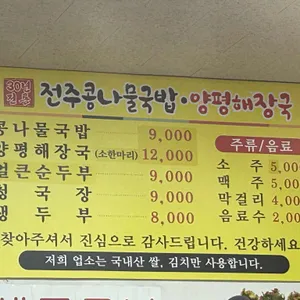 30년
전통
전주콩나물국밥·양평해장국
콩나물국밥 9,000
양평해장국(소한마리) 12,000
얼큰순두부 9,000
청국장 9,000
생두부 8,000
주류/음료
소주 5,000
맥주 5,
막걸리 4,00
음료수 2,00
찾아주셔서 진심으로 감사드립니다. 건강하세요
저희 업소는 국내산 쌀, 김치만 사용합니다.